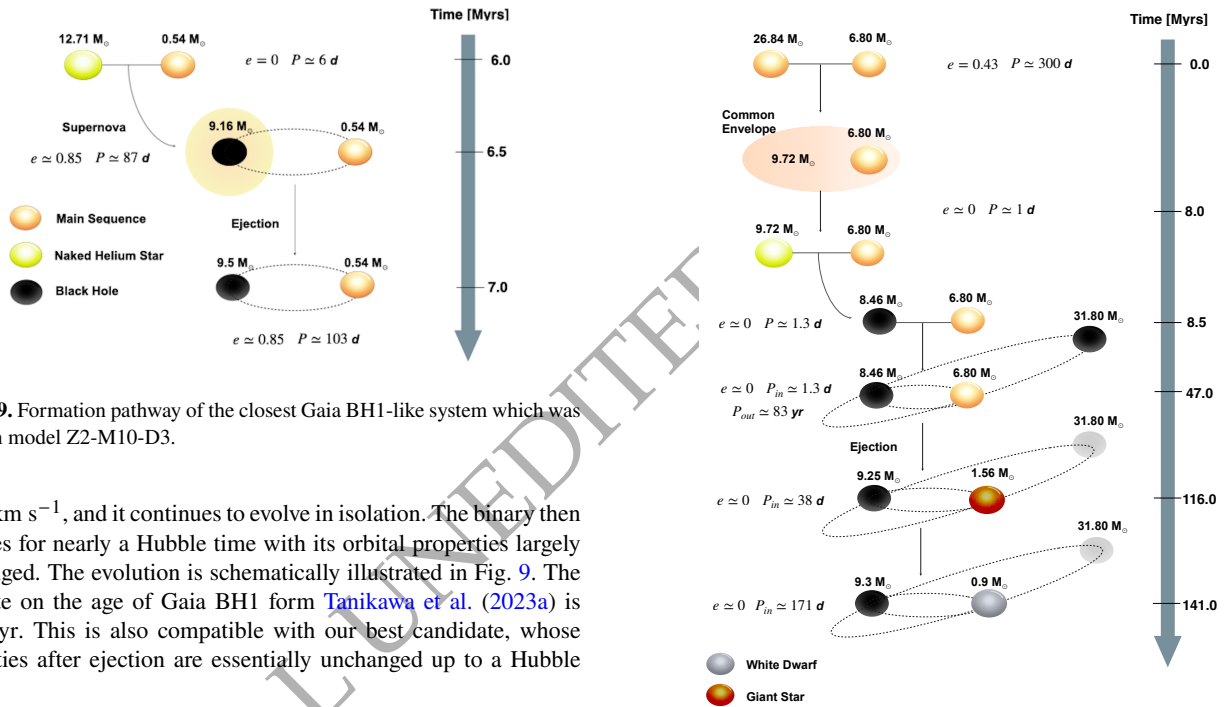 Time [Myrs]
12.71 M☉
0.54 M☉
e = 0 P ≃ 6 d
6.0
Supernova
e ≃ 0.85 P ≃ 87 d
9.16 M☉
0.54 M☉
6.5
Main Sequence
Naked Helium Star
Black Hole
Ejection
9.5 M☉
0.54 M☉
7.0
e ≃ 0.85 P ≃ 103 d
9. Formation pathway of the closest Gaia BH1-like system which was
model Z2-M10-D3.
km s⁻¹, and it continues to evolve in isolation. The binary then
for nearly a Hubble time with its orbital properties largely
The evolution is schematically illustrated in Fig. 9. The
on the age of Gaia BH1 form Tanikawa et al. (2023a) is
This is also compatible with our best candidate, whose
after ejection are essentially unchanged up to a Hubble
L UNEDITE
Time [Myrs]
26.84 M☉
6.80 M☉
e = 0.43 P ≃ 300 d
0.0
Common
Envelope
6.80 M☉
9.72 M☉
e ≃ 0 P ≃ 1 d
8.0
9.72 M☉
6.80 M☉
e ≃ 0 P ≃ 1.3 d
8.46 M☉
6.80 M☉
31.80 M☉
8.5
e ≃ 0 P_in ≃ 1.3 d
P_out ≃ 83 yr
8.46 M☉
6.80 M☉
47.0
Ejection
31.80 M☉
e ≃ 0 P_in ≃ 38 d
9.25 M☉
1.56 M☉
116.0
31.80 M☉
e ≃ 0 P_in ≃ 171 d
9.3 M☉
0.9 M☉
141.0
White Dwarf
Giant Star